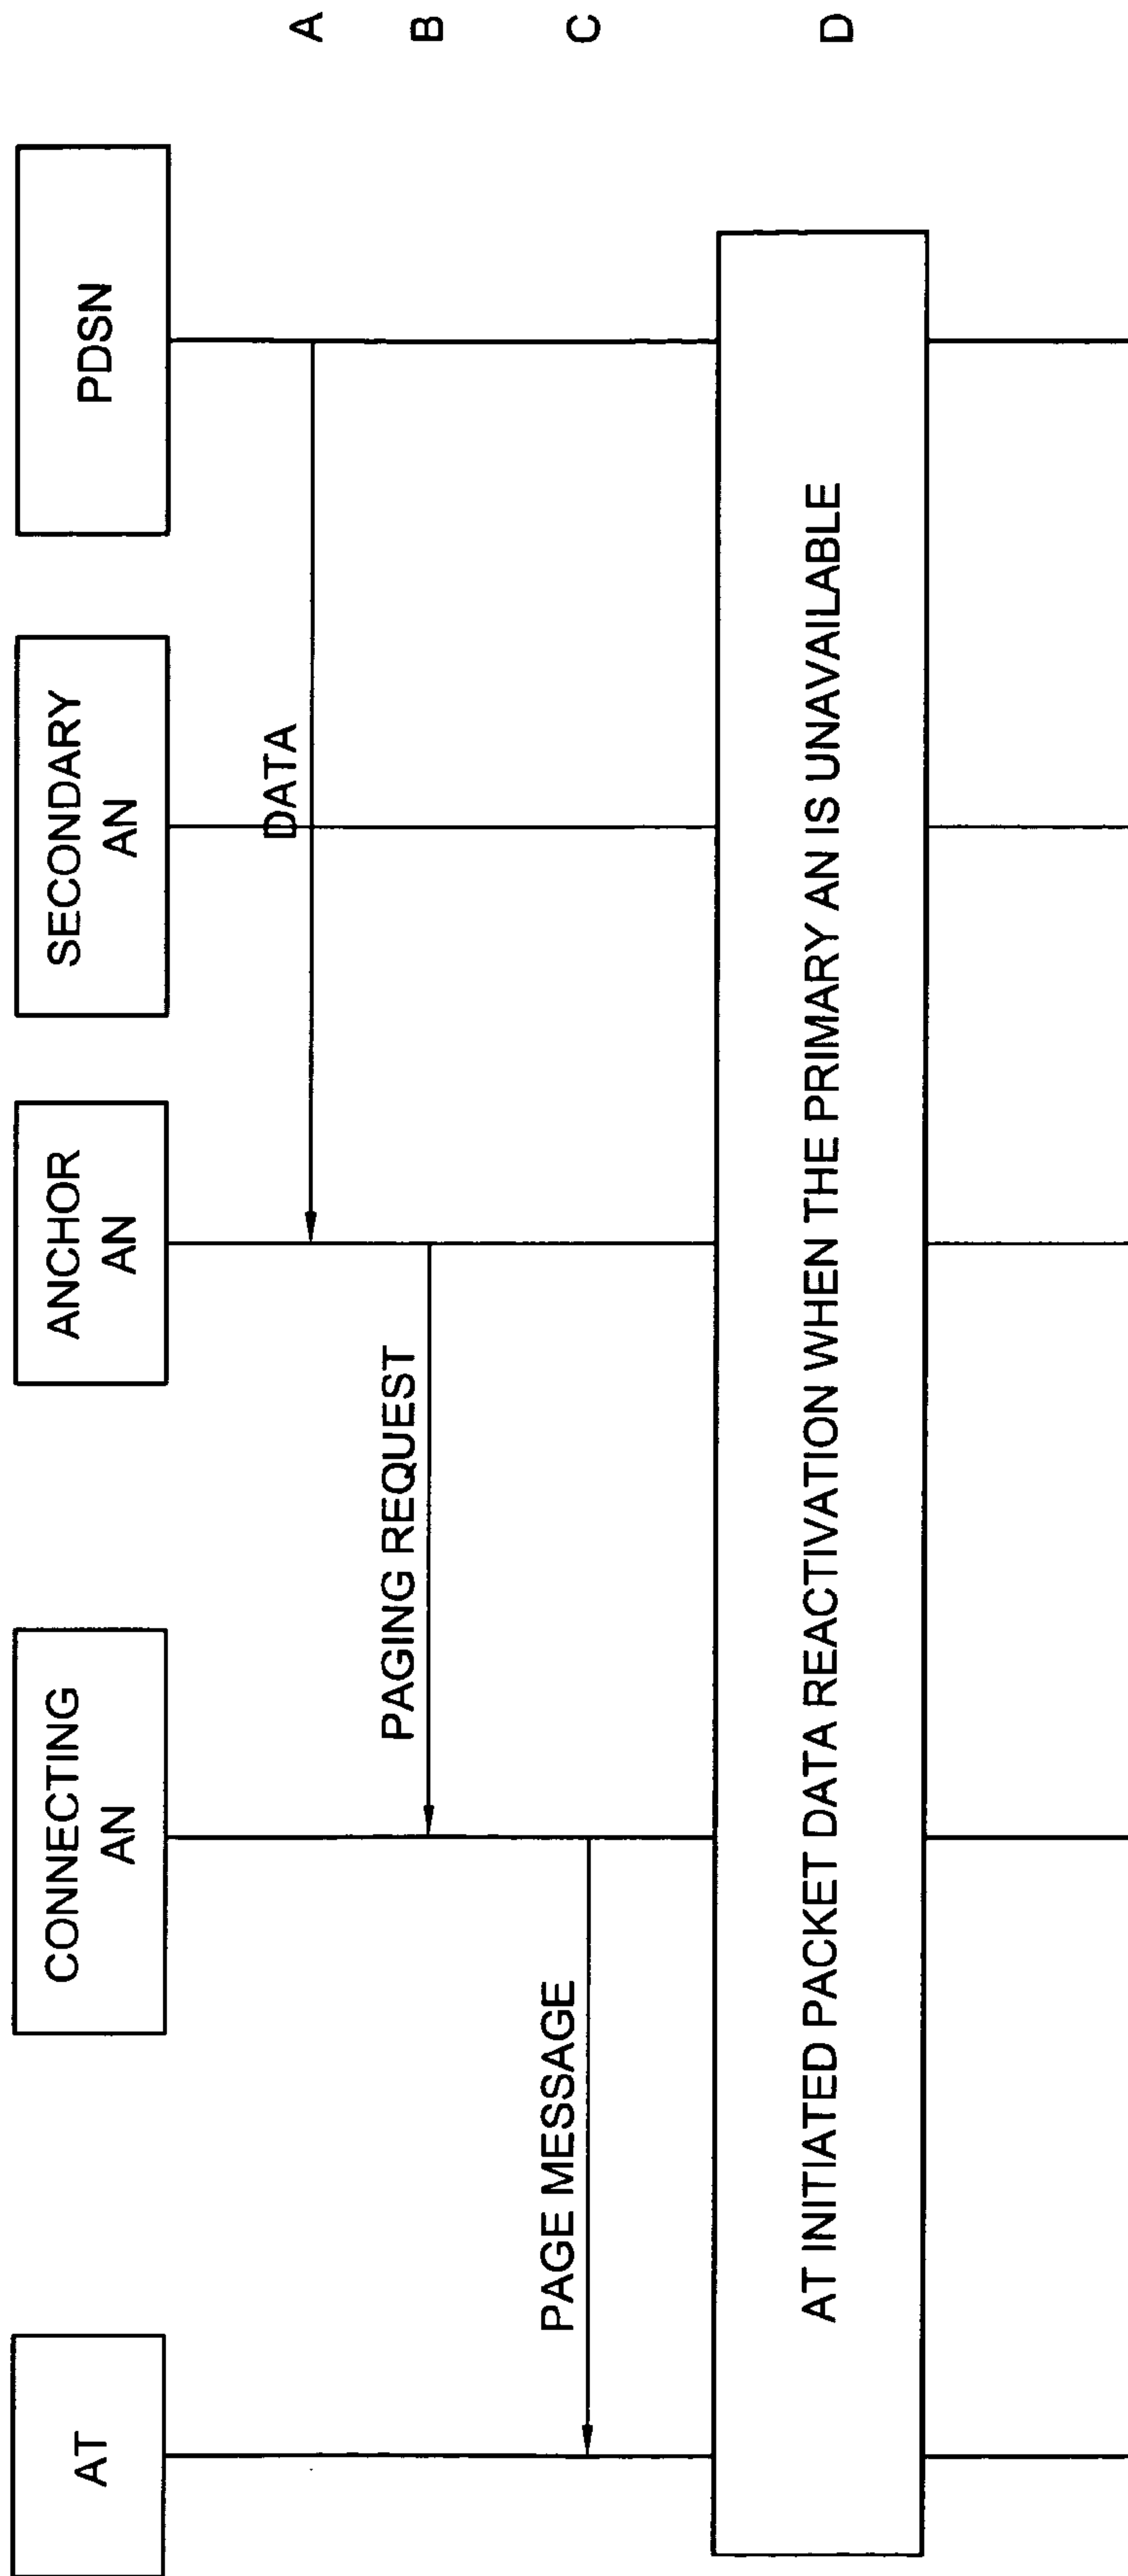 AT
CONNECTING
AN
ANCHOR
AN
SECONDARY
AN
PDSN
DATA
A
PAGING REQUEST
B
PAGE MESSAGE
C
AT INITIATED PACKET DATA REACTIVATION WHEN THE PRIMARY AN IS UNAVAILABLE
D